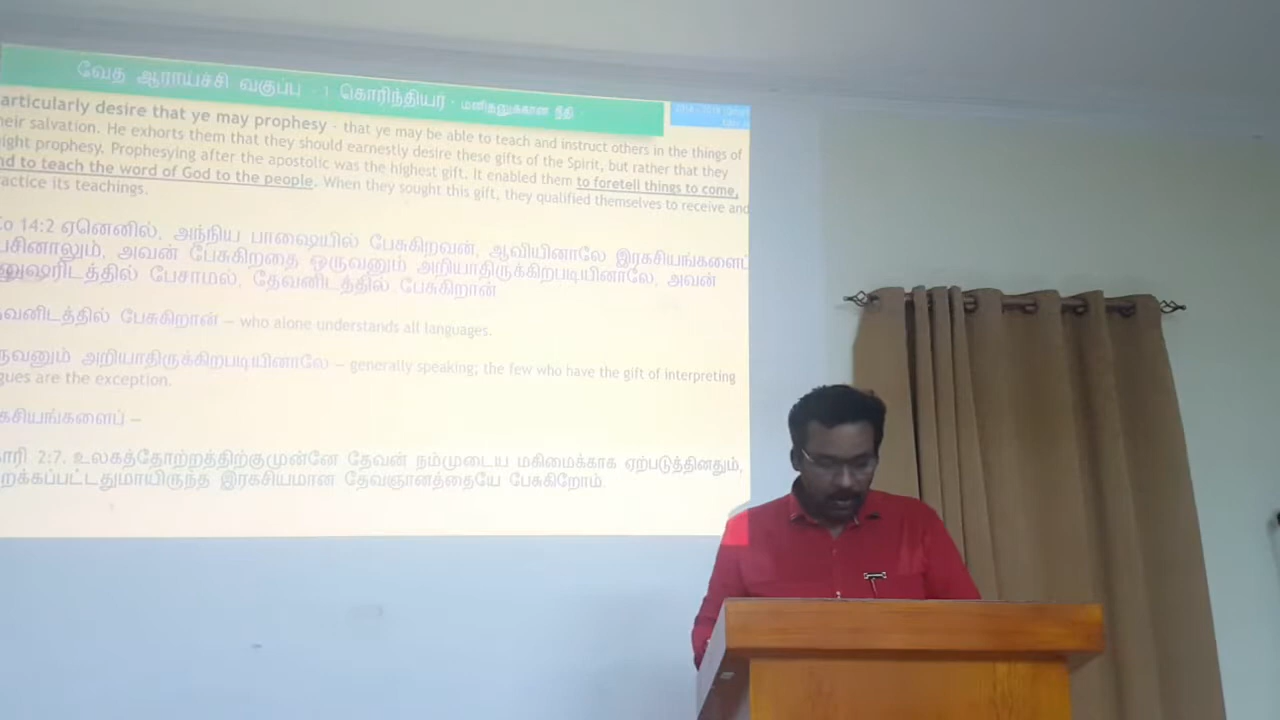 வேத ஆராய்ச்சி வகுப்பு - 1 கொரிந்தியர் - மனிதனுக்கான நீதி -
articularly desire that ye may prophesy - that ye may be able to teach and instruct others in the things of
heir salvation. He exhorts them that they should earnestly desire these gifts of the Spirit, but rather that they
ight prophesy. Prophesying after the apostolic was the highest gift. It enabled them to foretell things to come,
nd to teach the word of God to the people. When they sought this gift, they qualified themselves to receive and
ractice its teachings.
Co 14:2 ஏனெனில், அந்நிய பாஷையில் பேசுகிறவன், ஆவியினாலே இரகசியங்களைப்
பசினாலும், அவன் பேசுகிறதை ஒருவனும் அறியாதிருக்கிறபடியினாலே, அவன்
னுஷரிடத்தில் பேசாமல், தேவனிடத்தில் பேசுகிறான்
தவனிடத்தில் பேசுகிறான் – who alone understands all languages.
ருவனும் அறியாதிருக்கிறபடியினாலே – generally speaking; the few who have the gift of interpreting
gues are the exception.
கசியங்களைப் –
காரி 2:7. உலகத்தோற்றத்திற்குமுன்னே தேவன் நம்முடைய மகிமைக்காக ஏற்படுத்தினதும்,
றக்கப்பட்டதுமாயிருந்த இரகசியமான தேவஞானத்தையே பேசுகிறோம்.